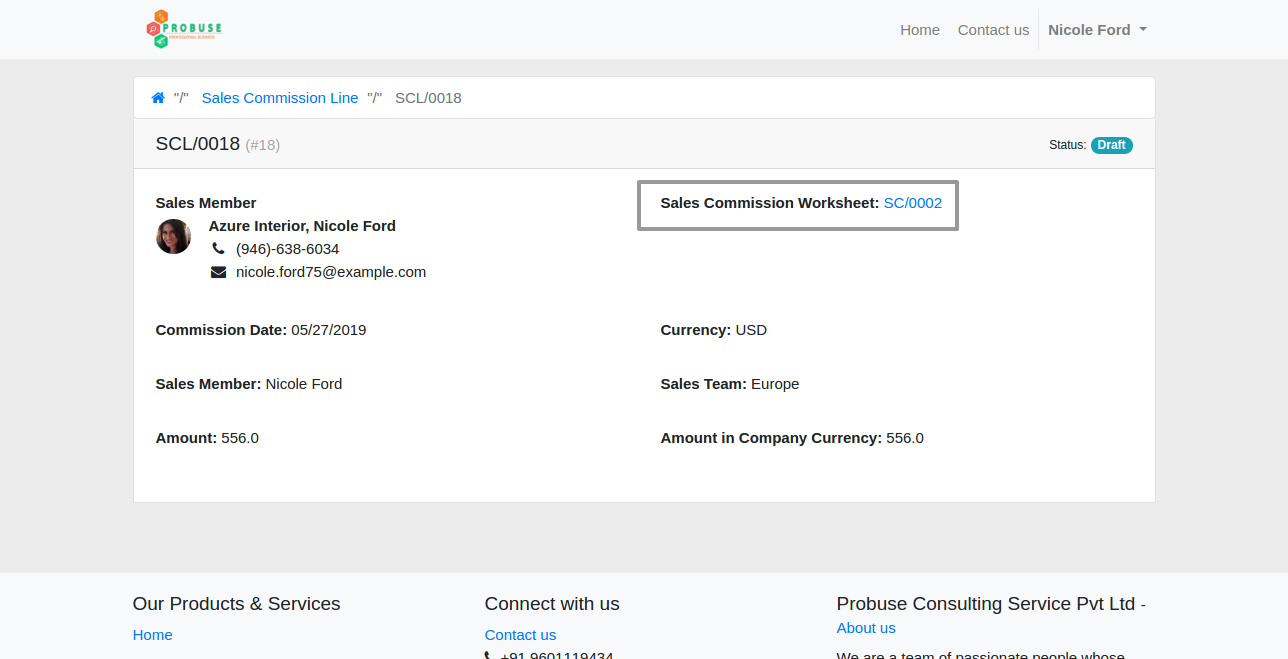 PROBUSE
PROFESSIONAL BUSINESS
Home Contact us Nicole Ford
"/" Sales Commission Line "/" SCL/0018
SCL/0018 (#18)
Status: Draft
Sales Member
Azure Interior, Nicole Ford
(946)-638-6034
nicole.ford75@example.com
Sales Commission Worksheet: SC/0002
Commission Date: 05/27/2019
Currency: USD
Sales Member: Nicole Ford
Sales Team: Europe
Amount: 556.0
Amount in Company Currency: 556.0
Our Products & Services
Home
Connect with us
Contact us
+91 9601119434
Probuse Consulting Service Pvt Ltd -
About us
We are a team of passionate people whose